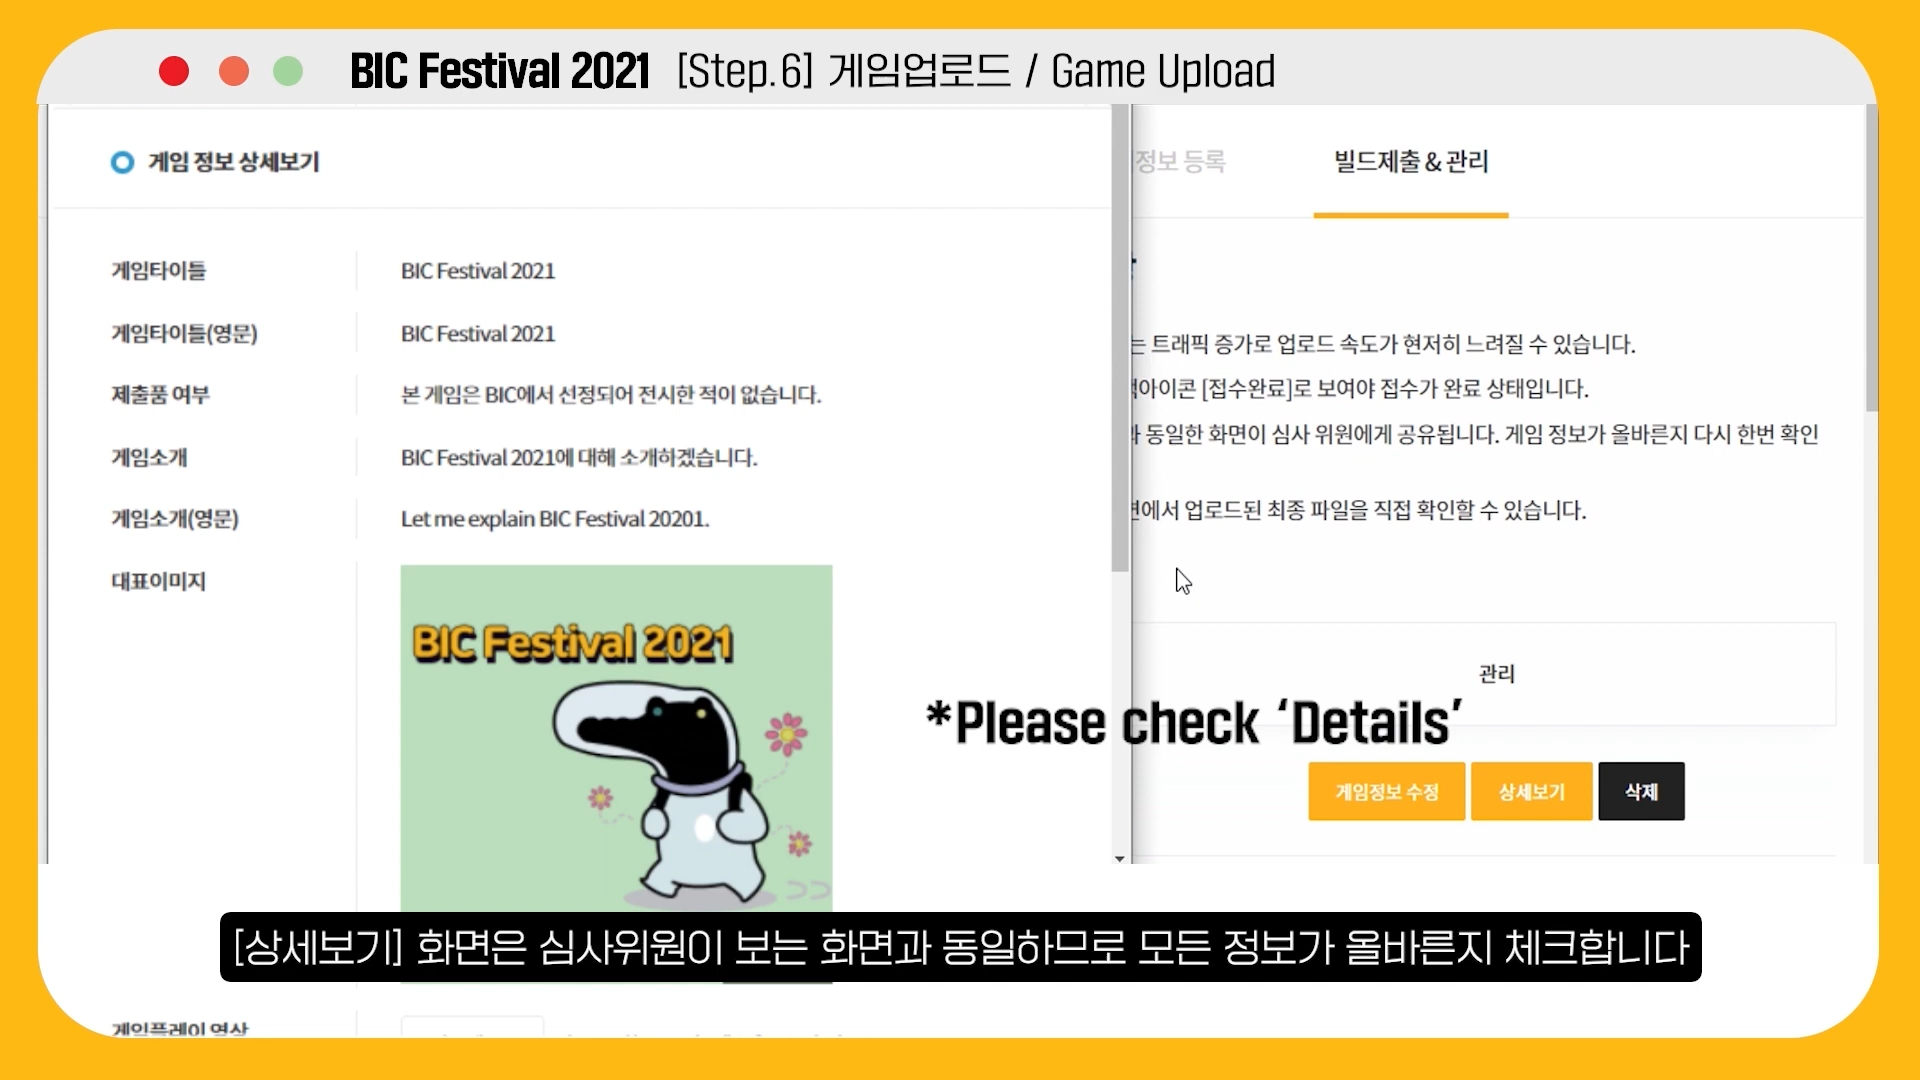 BIC Festival 2021 [Step.6] 게임업로드 / Game Upload
게임 정보 상세보기
게임타이틀 BIC Festival 2021
게임타이틀(영문) BIC Festival 2021
제출품 여부 본 게임은 BIC에서 선정되어 전시한 적이 없습니다.
게임소개 BIC Festival 2021에 대해 소개하겠습니다.
게임소개(영문) Let me explain BIC Festival 20201.
대표이미지
BIC Festival 2021
게임플레이 영상
정보 등록 빌드제출 & 관리
는 트래픽 증가로 업로드 속도가 현저히 느려질 수 있습니다.
색아이콘 [접수완료]로 보여야 접수가 완료 상태입니다.
와 동일한 화면이 심사 위원에게 공유됩니다. 게임 정보가 올바른지 다시 한번 확인
면에서 업로드된 최종 파일을 직접 확인할 수 있습니다.
관리
*Please check ‘Details’
게임정보 수정 상세보기 삭제
[상세보기] 화면은 심사위원이 보는 화면과 동일하므로 모든 정보가 올바른지 체크합니다